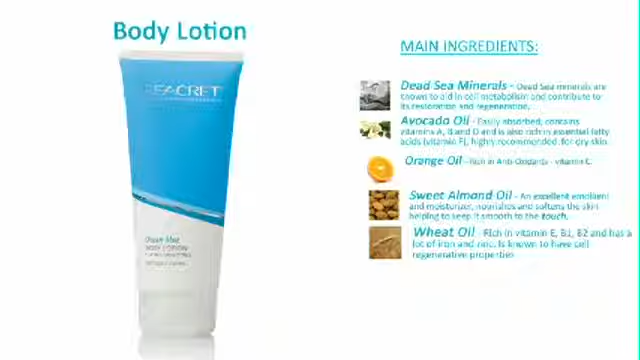 Body Lotion
MAIN INGREDIENTS:
SEACRET
Dead Sea Minerals - Dead Sea minerals are
known to aid in cell metabolism and contribute to
its restoration and regeneration.
Avocado Oil - Easily absorbed, contains
vitamins A, B and D and is also rich in essential fatty
acids (vitamin F), highly recommended for dry skin.
Orange Oil - Rich in Anti-Oxidants - vitamin C.
Sweet Almond Oil - An excellent emollient
and moisturizer, nourishes and softens the skin
helping to keep it smooth to the touch.
Wheat Oil - Rich in vitamin E, B1, B2 and has a
lot of iron and zinc. Is known to have cell
regenerative properties
BODY LOTION